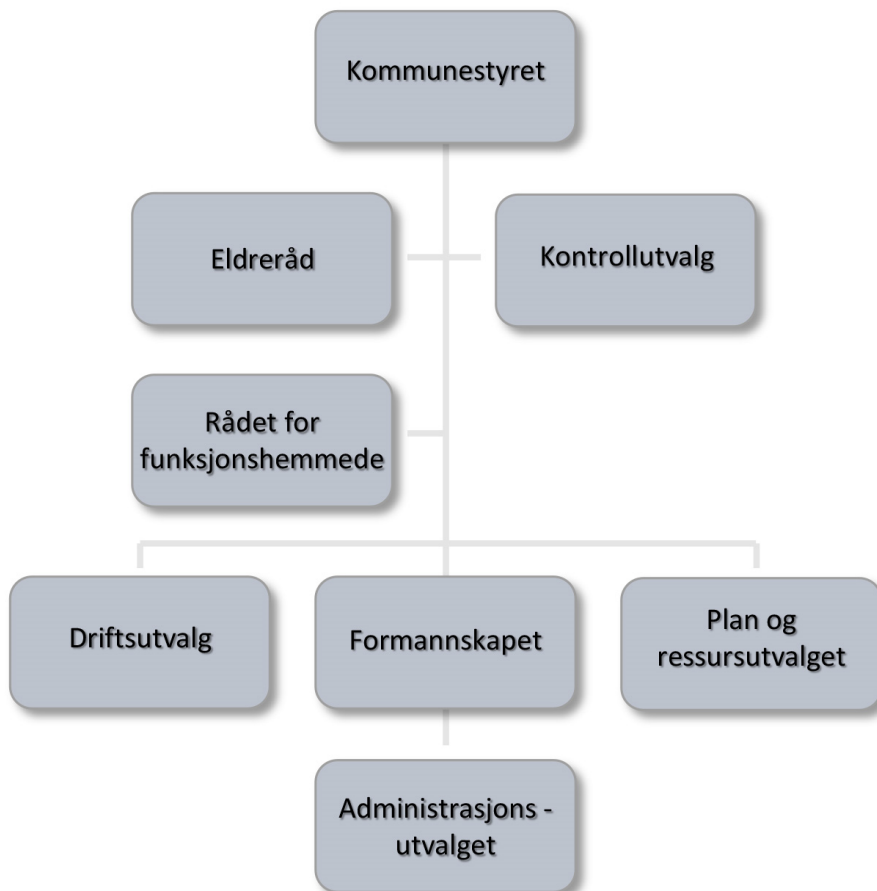 Kommunestyret
Eldreråd
Kontrollutvalg
Rådet for
funksjonshemmede
Driftsutvalg
Formannskapet
Plan og
ressursutvalget
Administrasjons -
utvalget